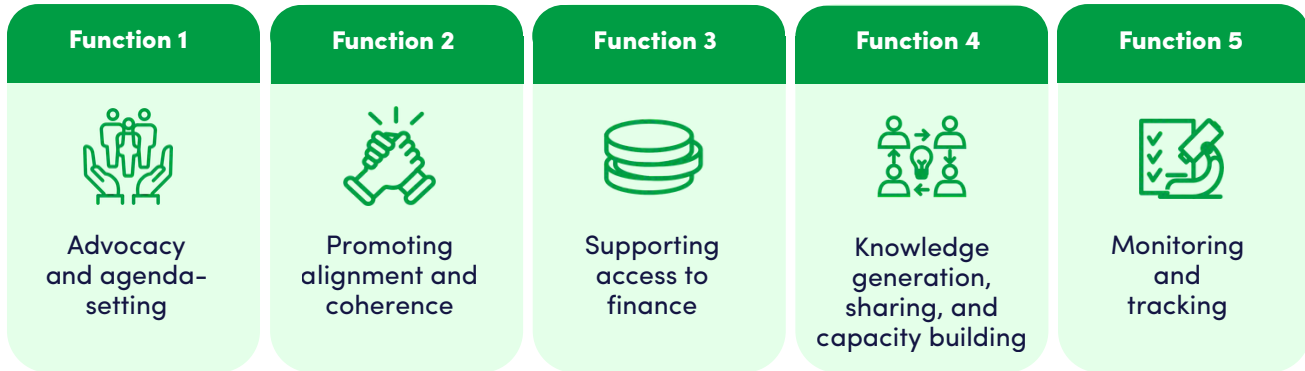 Function 1
Advocacy
and agenda-
setting
Function 2
Promoting
alignment and
coherence
Function 3
Supporting
access to
finance
Function 4
Knowledge
generation,
sharing, and
capacity building
Function 5
Monitoring
and
tracking